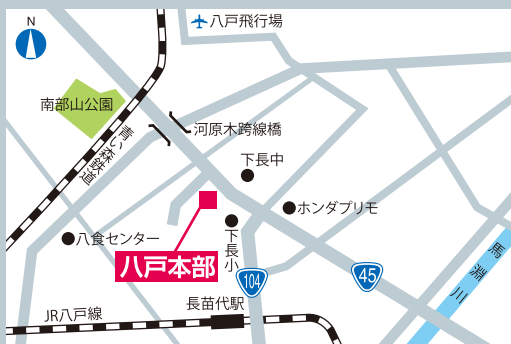 N
八戸飛行場
南部山公園
青い森鉄道
河原木跨線橋
下長中
ホンダプリモ
八食センター
下長小
八戸本部
104
45
馬淵川
長苗代駅
JR八戸線